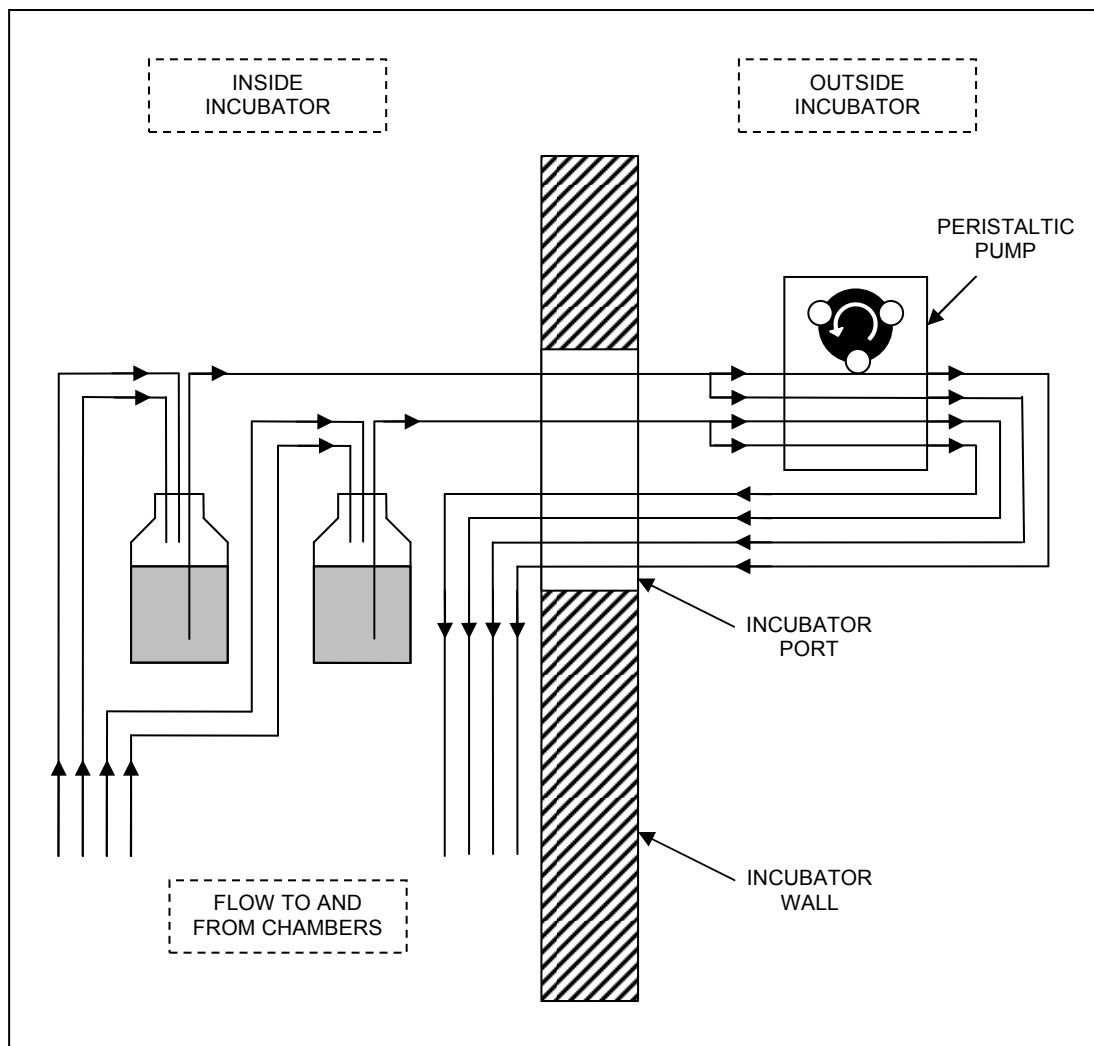 INSIDE
INCUBATOR
OUTSIDE
INCUBATOR
PERISTALTIC
PUMP
INCUBATOR
PORT
INCUBATOR
WALL
FLOW TO AND
FROM CHAMBERS